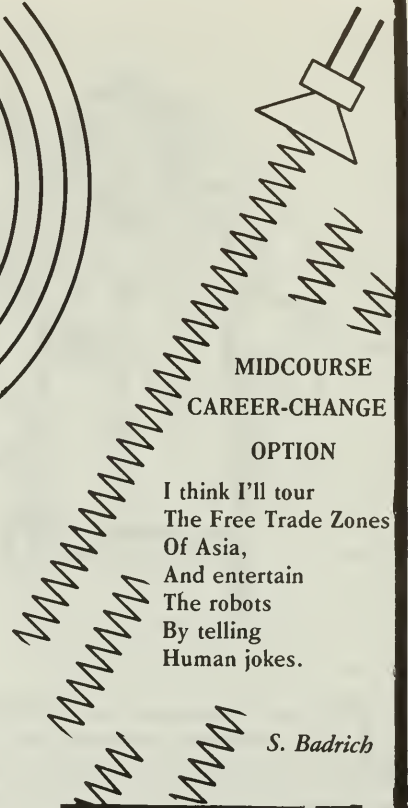 MIDCOURSE
CAREER-CHANGE
OPTION
I think I'll tour
The Free Trade Zones
Of Asia,
And entertain
The robots
By telling
Human jokes.
S. Badrich